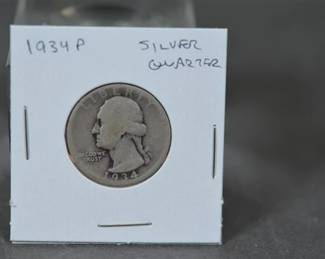 1934 P SILVER
QUARTER
LIBERTY
IN GOD WE
TRUST
1934